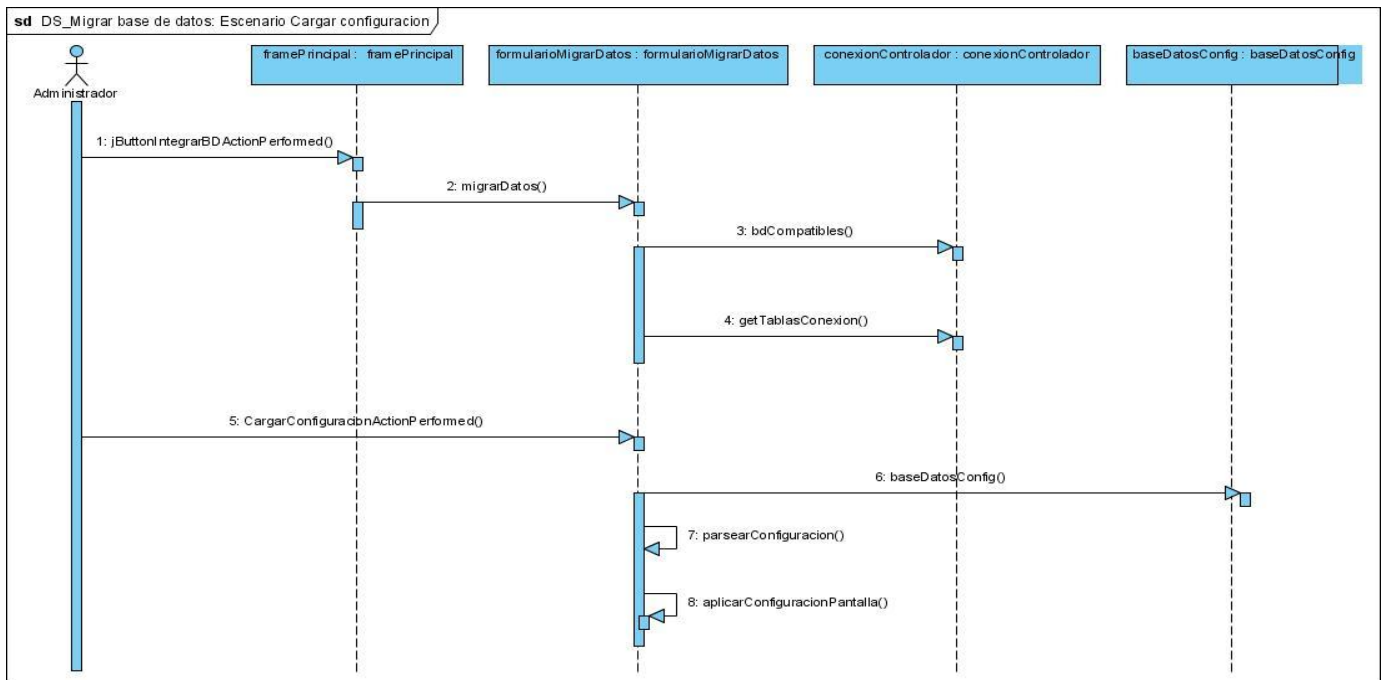 sd DS_Migrar base de datos: Escenario Cargar configuracion
Administrador
framePrincipal : framePrincipal
formularioMigrarDatos : formularioMigrarDatos
conexionControlador : conexionControlador
baseDatosConfig : baseDatosConfig
1: jButtonIntegrarBDActionPerformed()
2: migrarDatos()
3: bdCompatibles()
4: getTablasConexion()
5: CargarConfiguracionActionPerformed()
6: baseDatosConfig()
7: parsearConfiguracion()
8: aplicarConfiguracionPantalla()